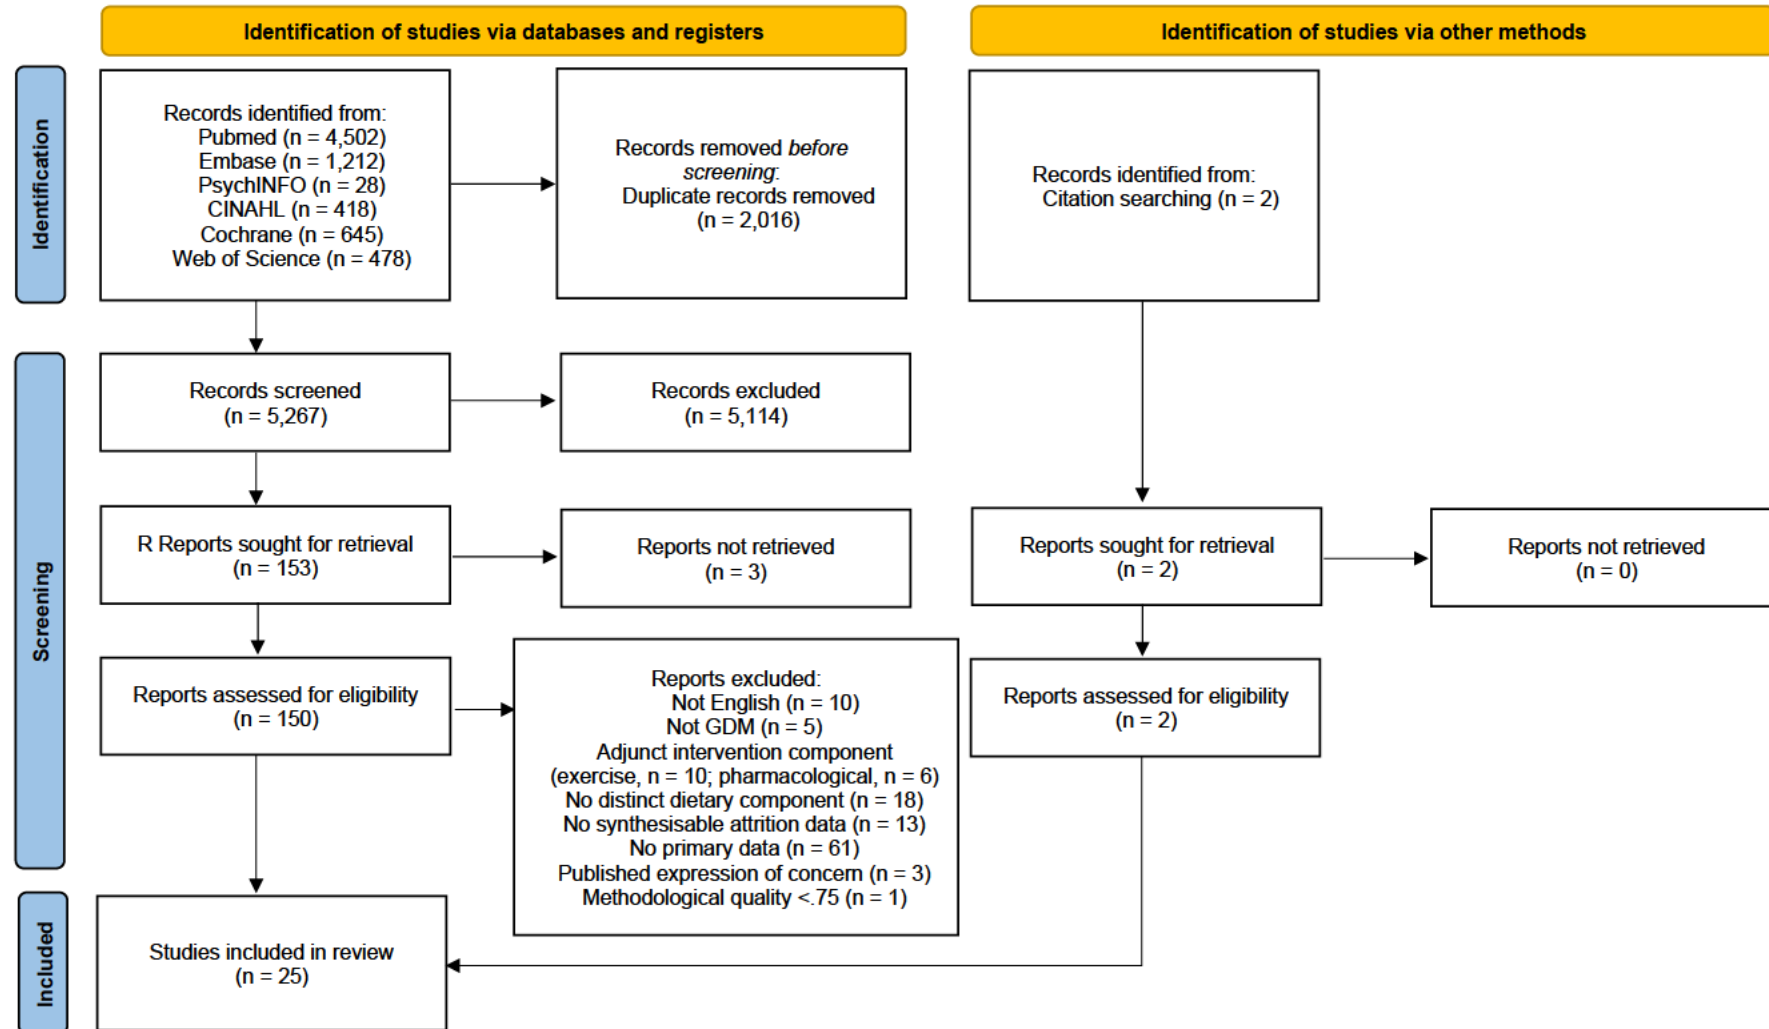 Identification of studies via databases and registers
Identification of studies via other methods
Identification
Records identified from:
Pubmed (n = 4,502)
Embase (n = 1,212)
PsychINFO (n = 28)
CINAHL (n = 418)
Cochrane (n = 645)
Web of Science (n = 478)
Records removed before
screening:
Duplicate records removed
(n = 2,016)
Records identified from:
Citation searching (n = 2)
Screening
Records screened
(n = 5,267)
Records excluded
(n = 5,114)
R Reports sought for retrieval
(n = 153)
Reports not retrieved
(n = 3)
Reports sought for retrieval
(n = 2)
Reports not retrieved
(n = 0)
Reports assessed for eligibility
(n = 150)
Reports excluded:
Not English (n = 10)
Not GDM (n = 5)
Adjunct intervention component
(exercise, n = 10; pharmacological, n = 6)
No distinct dietary component (n = 18)
No synthesisable attrition data (n = 13)
No primary data (n = 61)
Published expression of concern (n = 3)
Methodological quality <.75 (n = 1)
Reports assessed for eligibility
(n = 2)
Included
Studies included in review
(n = 25)